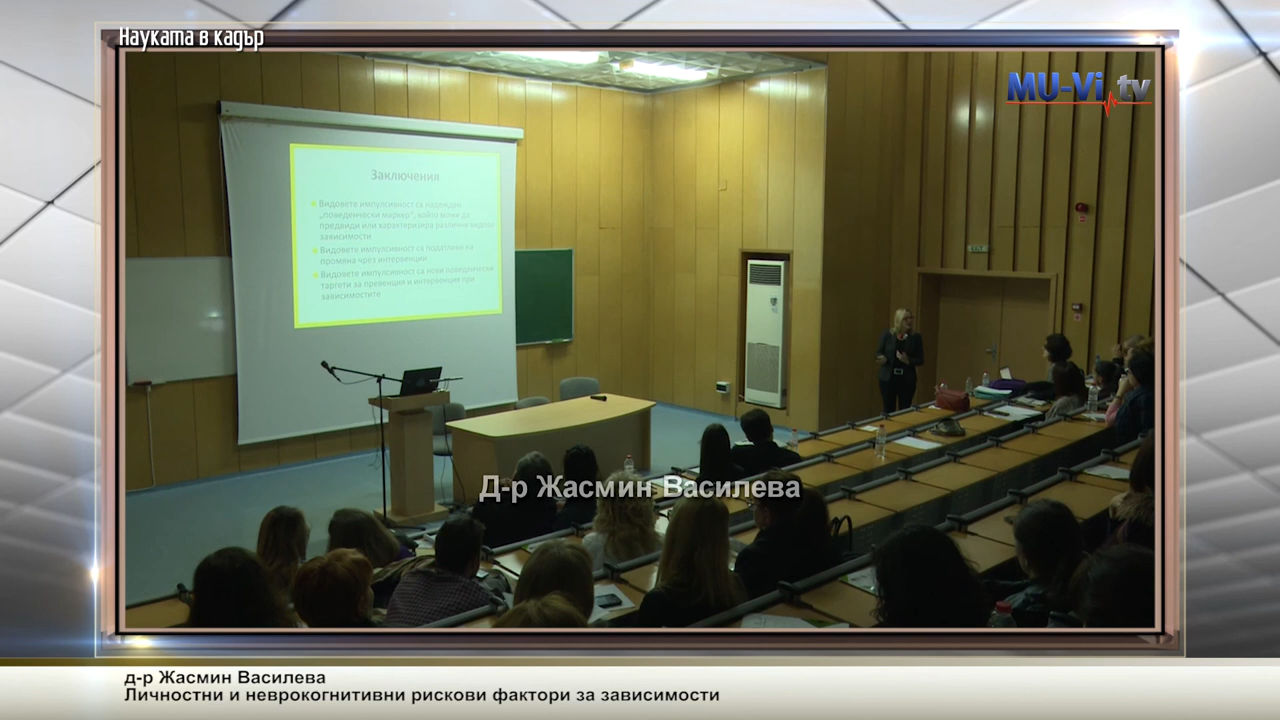 Науката в кадър
MU-Vi.tv
Заключения
Видовете импулсивност са надежден
„поведенчески маркер", който може да
предвиди или характеризира различни видове
зависимости
Видовете импулсивност са податливи на
промяна чрез интервенции
Видовете импулсивност са нови поведенчески
таргети за превенция и интервенция при
зависимостите
Д-р Жасмин Василева
д-р Жасмин Василева
Личностни и неврокогнитивни рискови фактори за зависимости